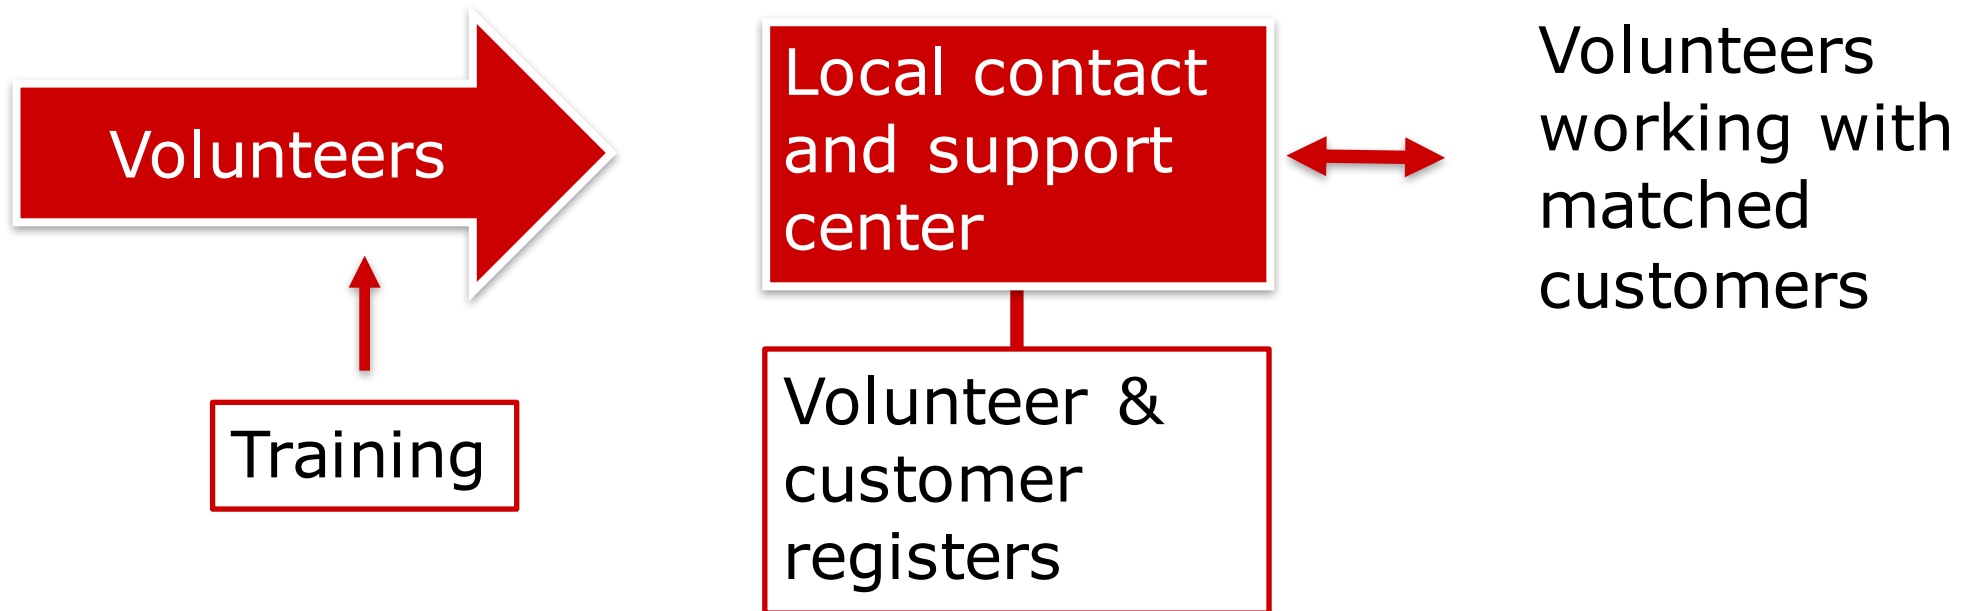 Volunteers
Training
Local contact
and support
center
Volunteer &
customer
registers
Volunteers
working with
matched
customers